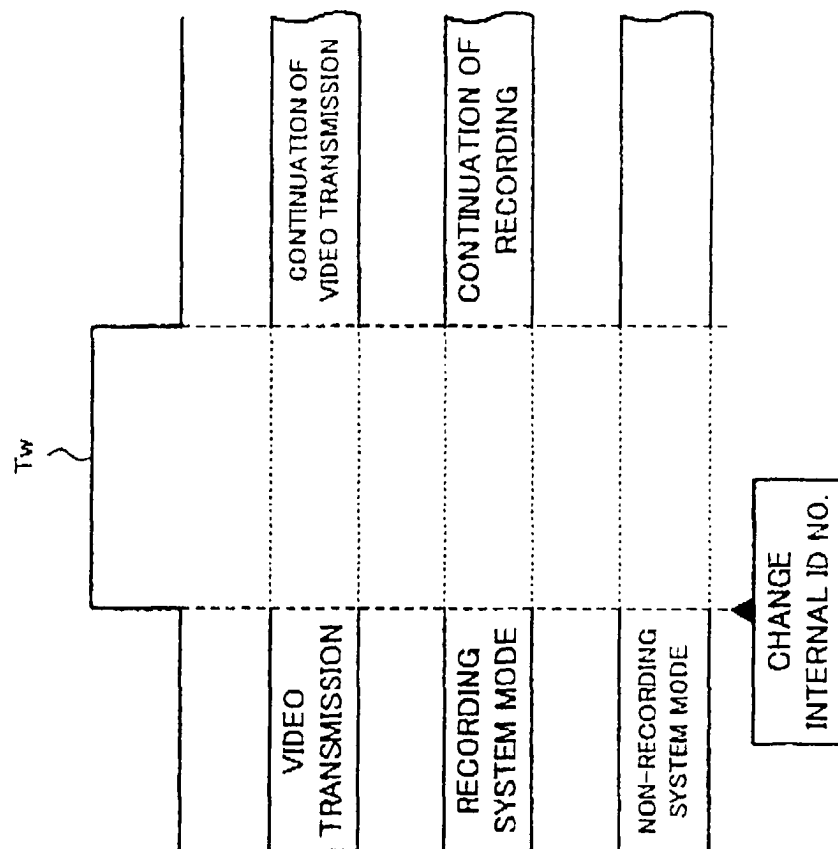 Tw
VIDEO
TRANSMISSION
CONTINUATION OF
VIDEO TRANSMISSION
RECORDING
SYSTEM MODE
CONTINUATION OF
RECORDING
NON-RECORDING
SYSTEM MODE
CHANGE
INTERNAL ID NO.